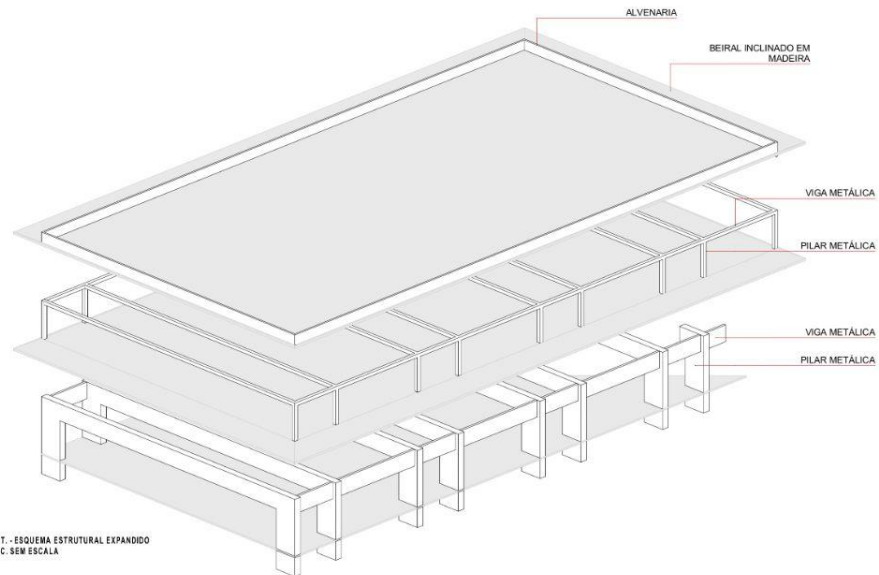 ALVENARIA
BEIRAL INCLINADO EM
MADEIRA
VIGA METÁLICA
PILAR METÁLICA
VIGA METÁLICA
PILAR METÁLICA
T. - ESQUEMA ESTRUTURAL EXPANDIDO
C. SEM ESCALA